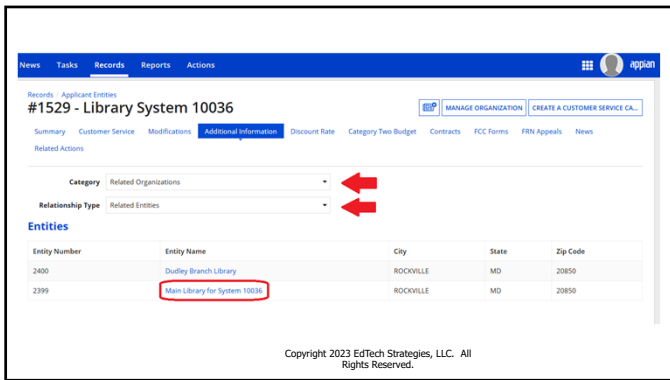 News Tasks Records Reports Actions appian
Records / Applicant Entities
#1529 - Library System 10036
MANAGE ORGANIZATION CREATE A CUSTOMER SERVICE CA...
Summary Customer Service Modifications Additional Information Discount Rate Category Two Budget Contracts FCC Forms FRN Appeals News
Related Actions
Category Related Organizations
Relationship Type Related Entities
Entities
Entity Number Entity Name City State Zip Code
2400 Dudley Branch Library ROCKVILLE MD 20850
2399 Main Library for System 10036 ROCKVILLE MD 20850
Copyright 2023 EdTech Strategies, LLC. All
Rights Reserved.